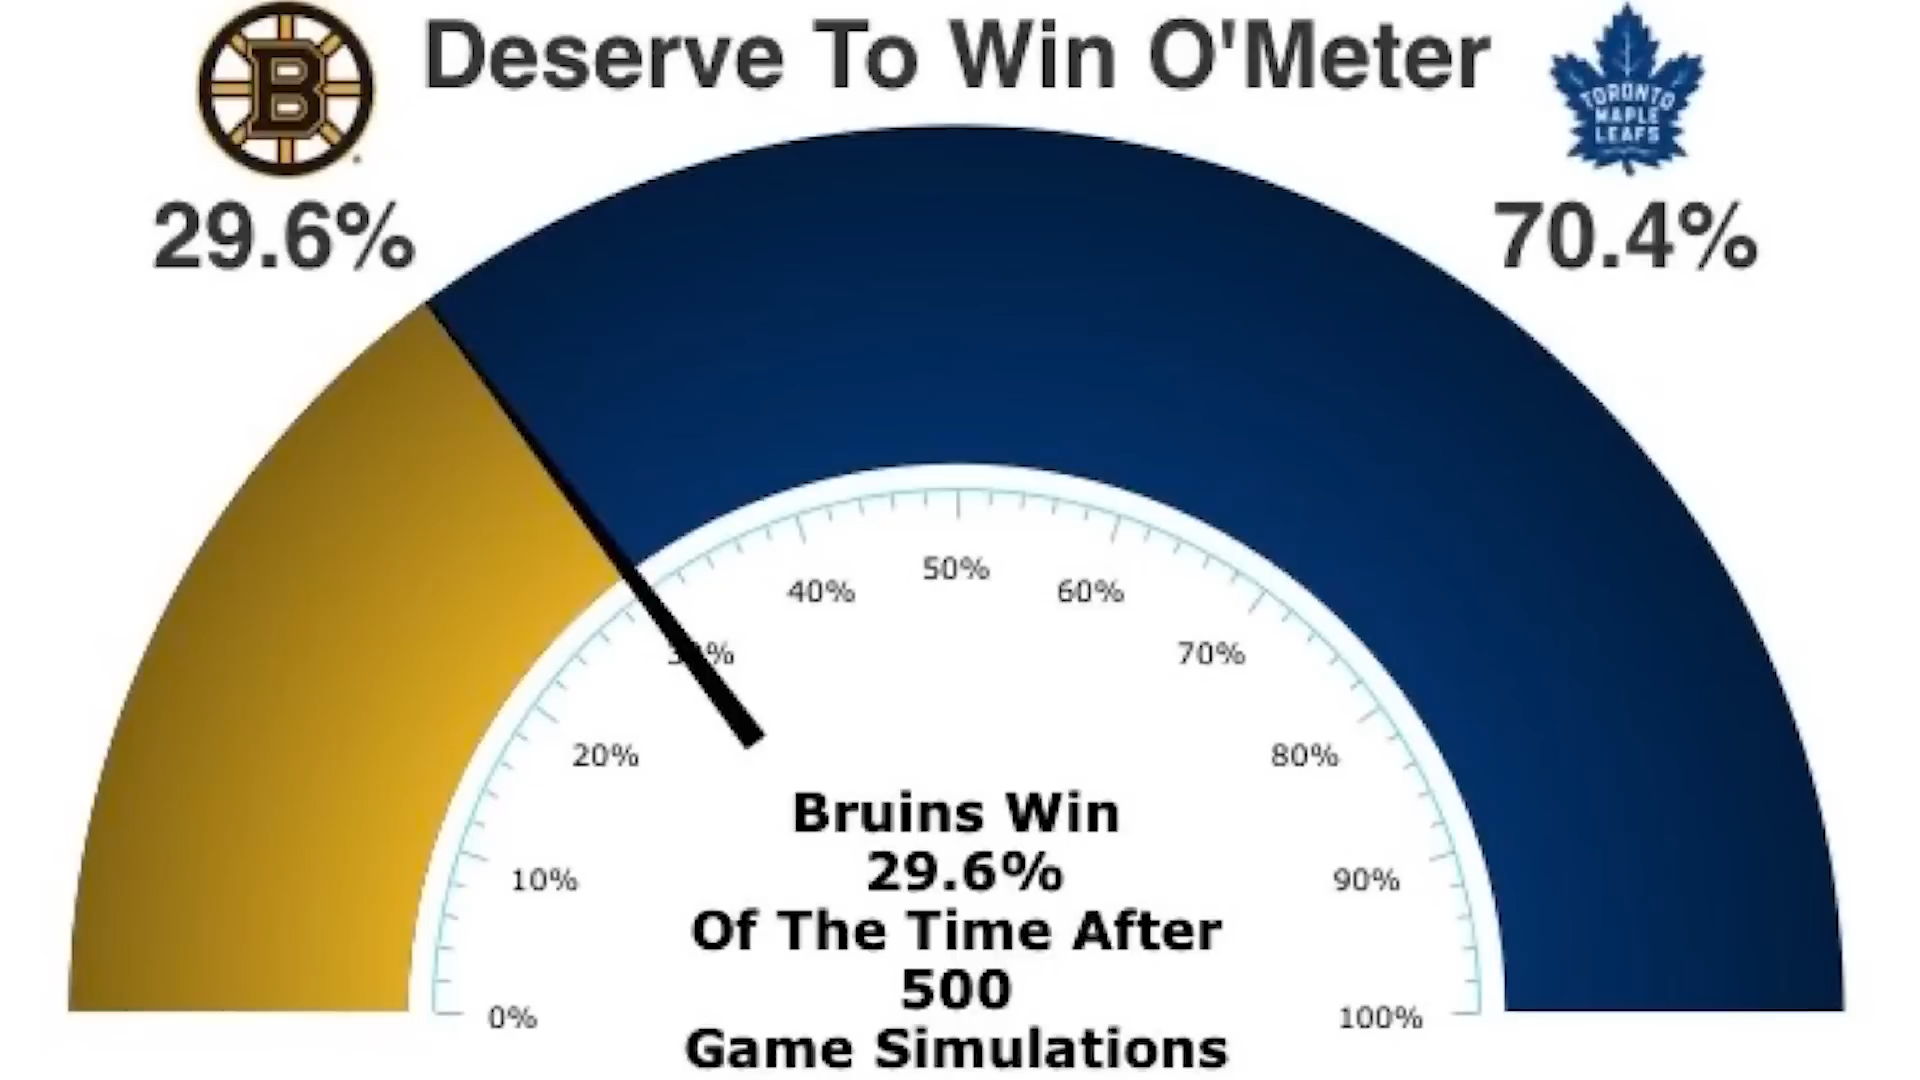 B
Deserve To Win O'Meter
TORONTO
MAPLE
LEAFS
29.6%
70.4%
50%
40%
60%
70%
20%
80%
10%
90%
0%
100%
Bruins Win
29.6%
Of The Time After
500
Game Simulations